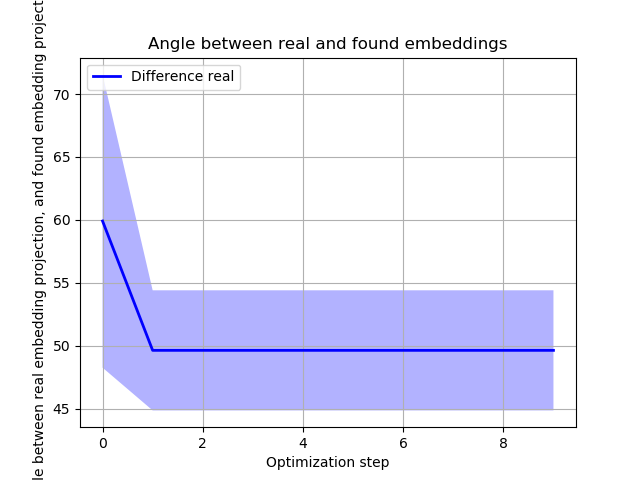 Angle between real and found embeddings
Difference real
le between real embedding projection, and found embedding project
70
65
60
55
50
45
0 2 4 6 8
Optimization step